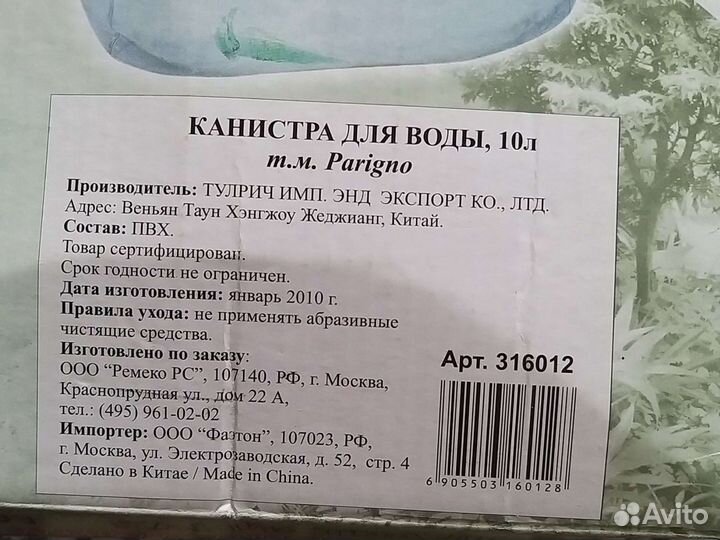 КАНИСТРА ДЛЯ ВОДЫ, 10л
т.м. Parigno
Производитель: ТУЛРИЧ ИМП. ЭНД ЭКСПОРТ КО., ЛТД.
Адрес: Веньян Таун Хэнгжоу Жеджианг, Китай.
Состав: ПВХ.
Товар сертифицирован.
Срок годности не ограничен.
Дата изготовления: январь 2010 г.
Правила ухода: не применять абразивные
чистящие средства.
Изготовлено по заказу:
ООО “Ремеко РС”, 107140, РФ, г. Москва,
Краснопрудная ул., дом 22 А,
тел.: (495) 961-02-02
Импортер: ООО “Фаэтон”, 107023, РФ,
г. Москва, ул. Электрозаводская, д. 52, стр. 4
Сделано в Китае / Made in China.
Арт. 316012
6 905503 160128
Avito